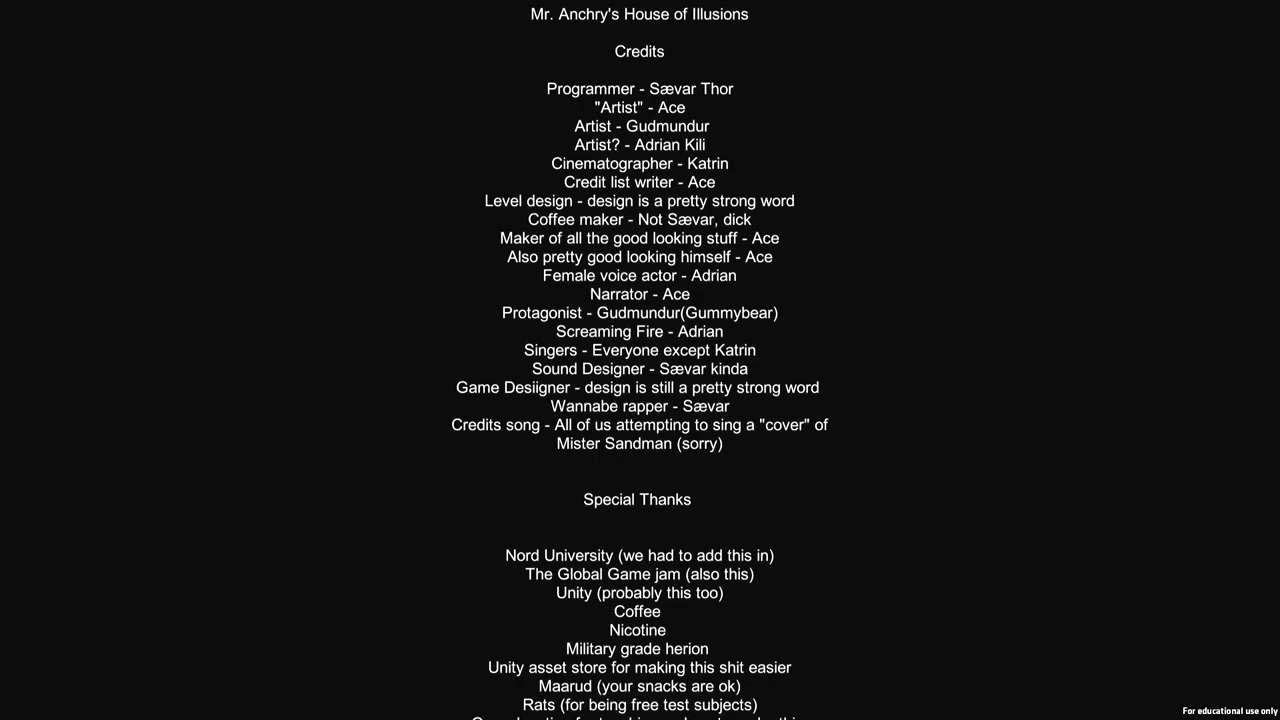 Mr. Anchry's House of Illusions
Credits
Programmer - Sævar Thor
"Artist" - Ace
Artist - Gudmundur
Artist? - Adrian Kili
Cinematographer - Katrin
Credit list writer - Ace
Level design - design is a pretty strong word
Coffee maker - Not Sævar, dick
Maker of all the good looking stuff - Ace
Also pretty good looking himself - Ace
Female voice actor - Adrian
Narrator - Ace
Protagonist - Gudmundur(Gummybear)
Screaming Fire - Adrian
Singers - Everyone except Katrin
Sound Designer - Sævar kinda
Game Desiigner - design is still a pretty strong word
Wannabe rapper - Sævar
Credits song - All of us attempting to sing a "cover" of
Mister Sandman (sorry)
Special Thanks
Nord University (we had to add this in)
The Global Game jam (also this)
Unity (probably this too)
Coffee
Nicotine
Military grade herion
Unity asset store for making this shit easier
Maarud (your snacks are ok)
Rats (for being free test subjects)
For educational use only